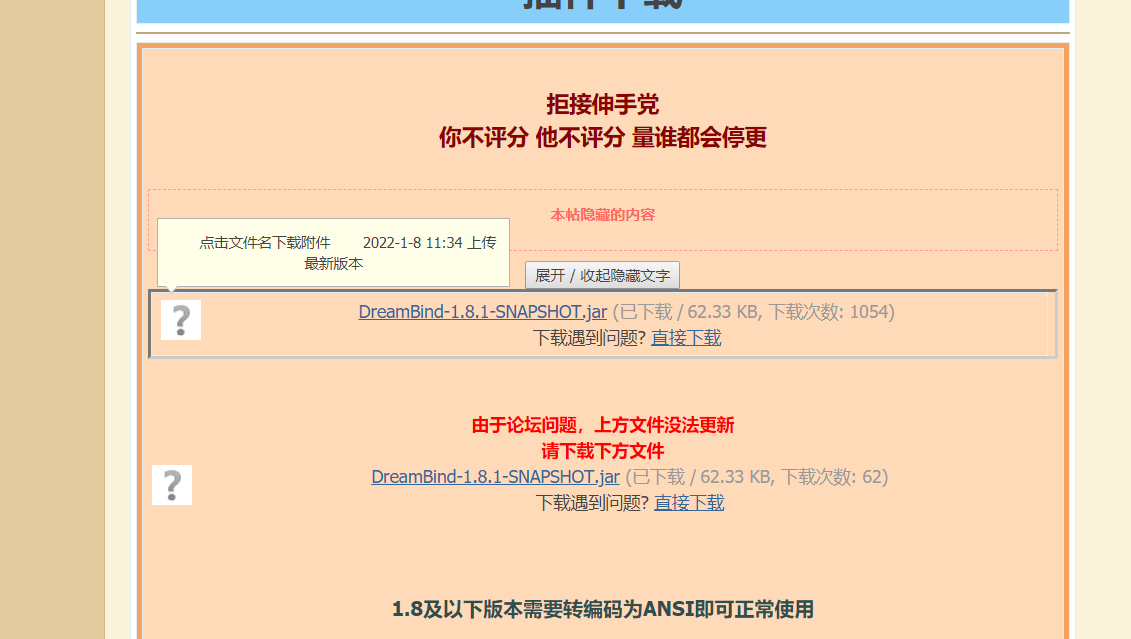 插件下载
拒接伸手党
你不评分 他不评分 量谁都会停更
本帖隐藏的内容
点击文件名下载附件 2022-1-8 11:34 上传
最新版本
展开 / 收起隐藏文字
DreamBind-1.8.1-SNAPSHOT.jar (已下载 / 62.33 KB, 下载次数: 1054)
下载遇到问题? 直接下载
由于论坛问题，上方文件没法更新
请下载下方文件
DreamBind-1.8.1-SNAPSHOT.jar (已下载 / 62.33 KB, 下载次数: 62)
下载遇到问题? 直接下载
1.8及以下版本需要转编码为ANSI即可正常使用